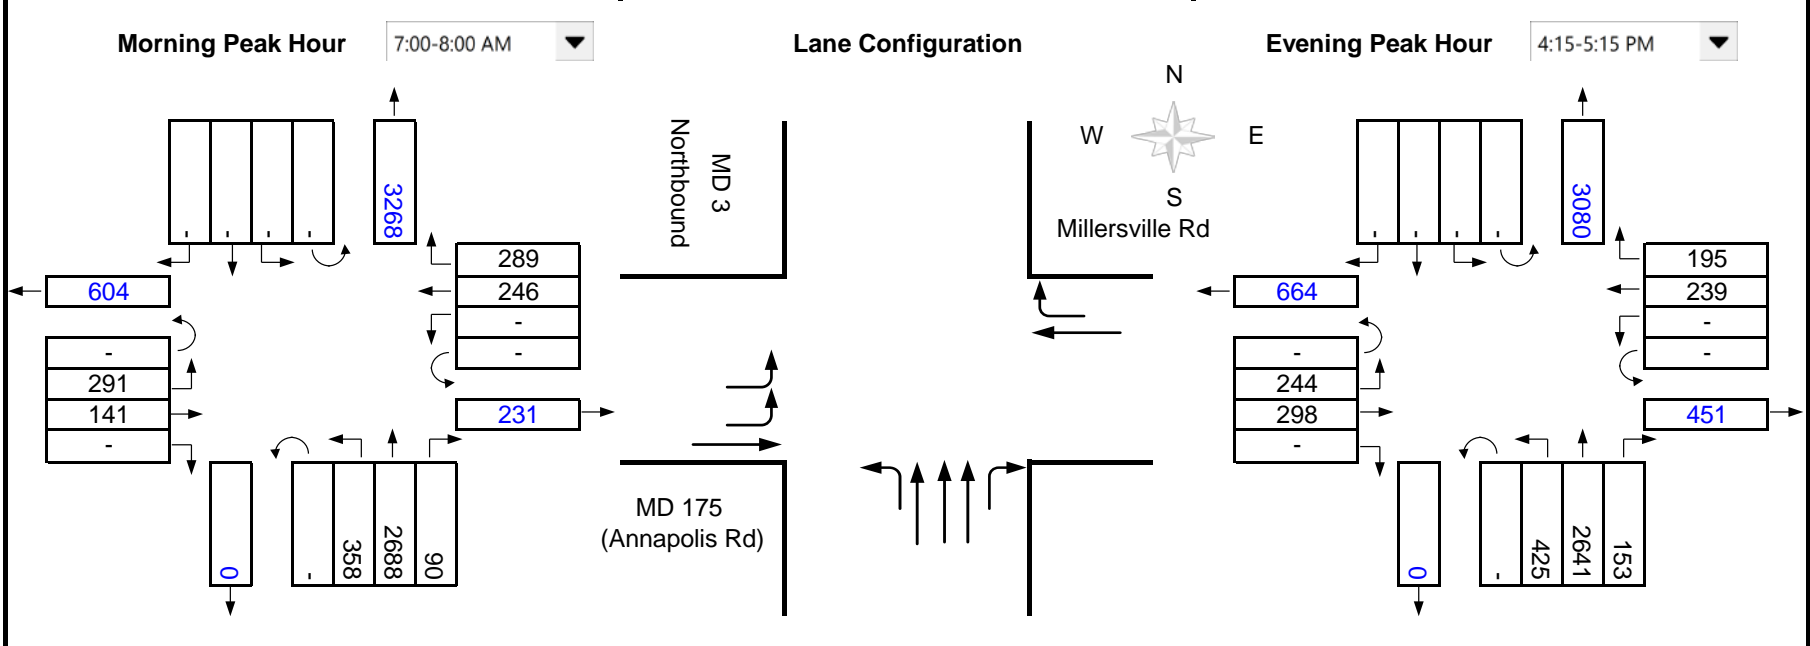 Morning Peak Hour
7:00-8:00 AM
Lane Configuration
Evening Peak Hour
4:15-5:15 PM
-
-
-
-
3268
289
246
-
-
604
-
291
141
-
231
0
-
358
2688
90
MD 3
Northbound
N
W
E
S
Millersville Rd
MD 175
(Annapolis Rd)
-
-
-
-
3080
195
239
-
-
664
-
244
298
-
451
0
-
425
2641
153